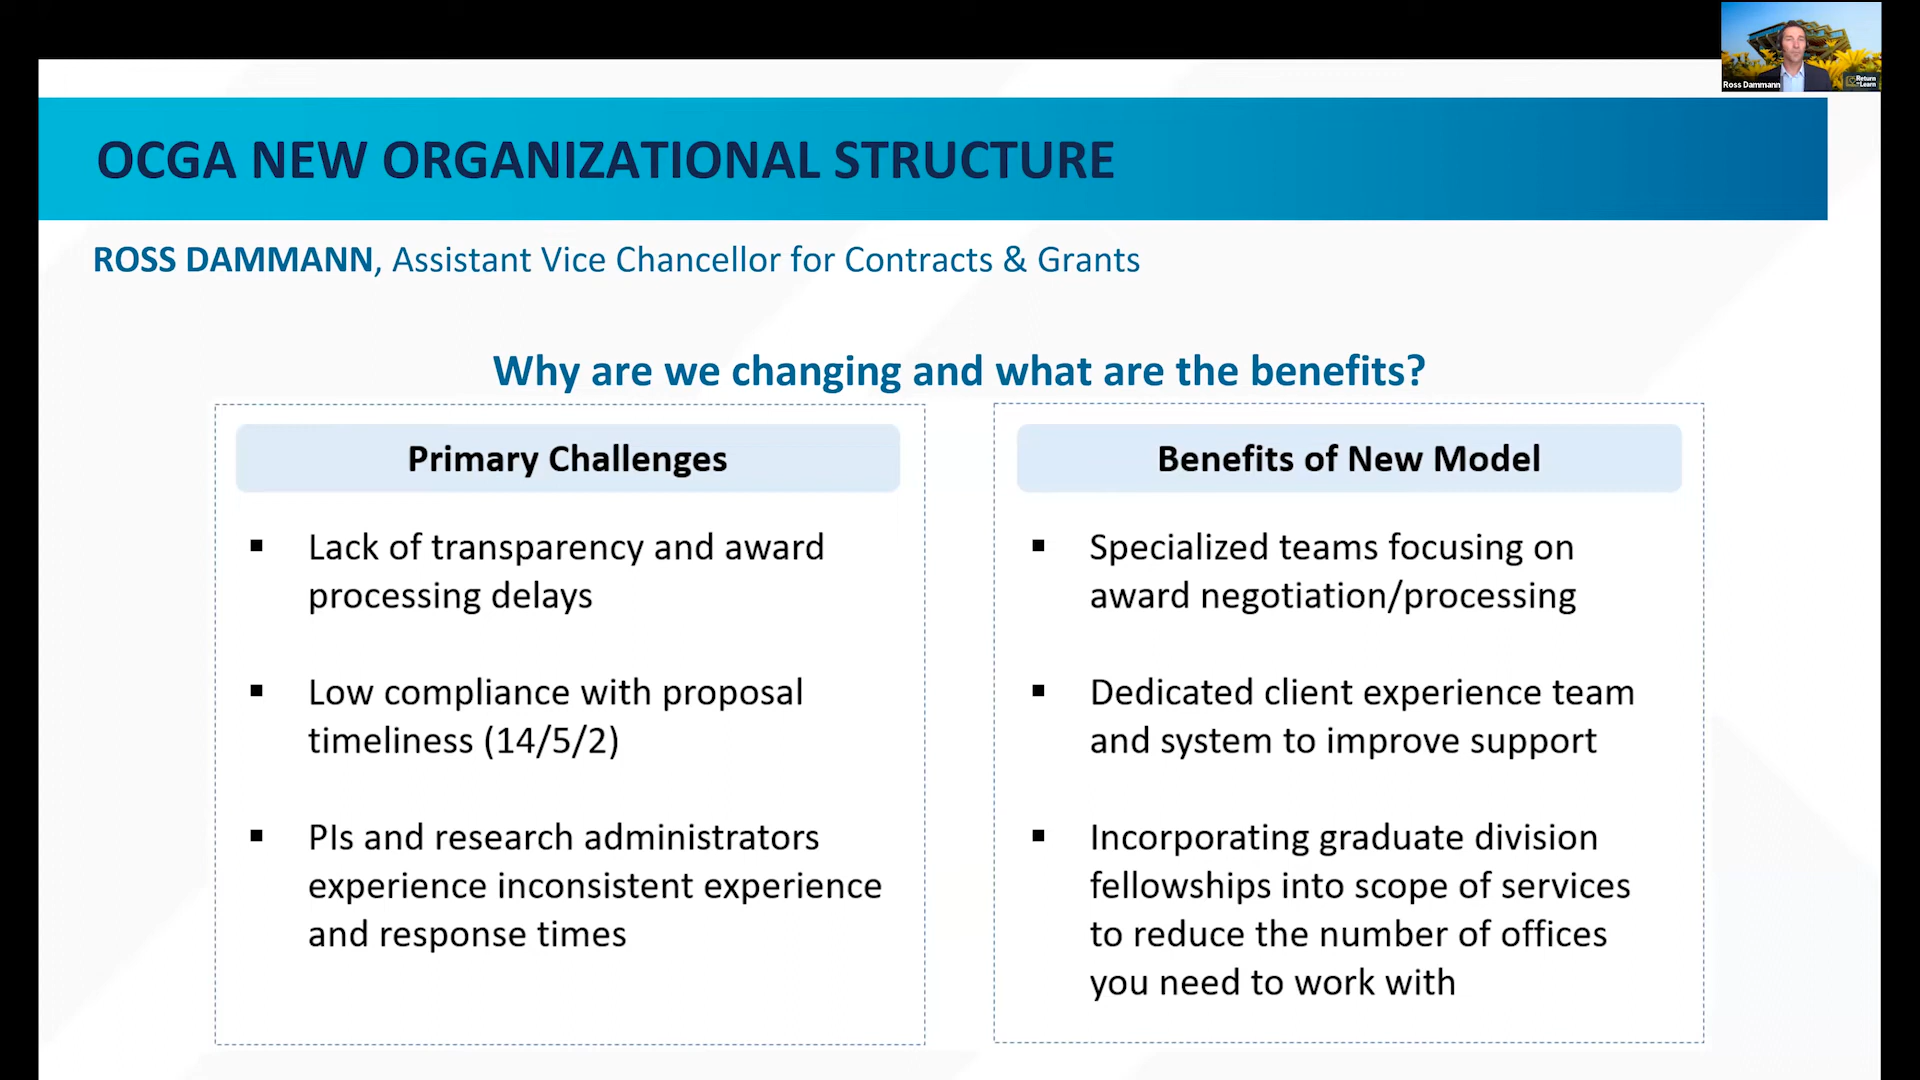 Ross Dammann
Return
to Learn
OCGA NEW ORGANIZATIONAL STRUCTURE
ROSS DAMMANN, Assistant Vice Chancellor for Contracts & Grants
Why are we changing and what are the benefits?
Primary Challenges
▪ Lack of transparency and award
processing delays
▪ Low compliance with proposal
timeliness (14/5/2)
▪ PIs and research administrators
experience inconsistent experience
and response times
Benefits of New Model
▪ Specialized teams focusing on
award negotiation/processing
▪ Dedicated client experience team
and system to improve support
▪ Incorporating graduate division
fellowships into scope of services
to reduce the number of offices
you need to work with